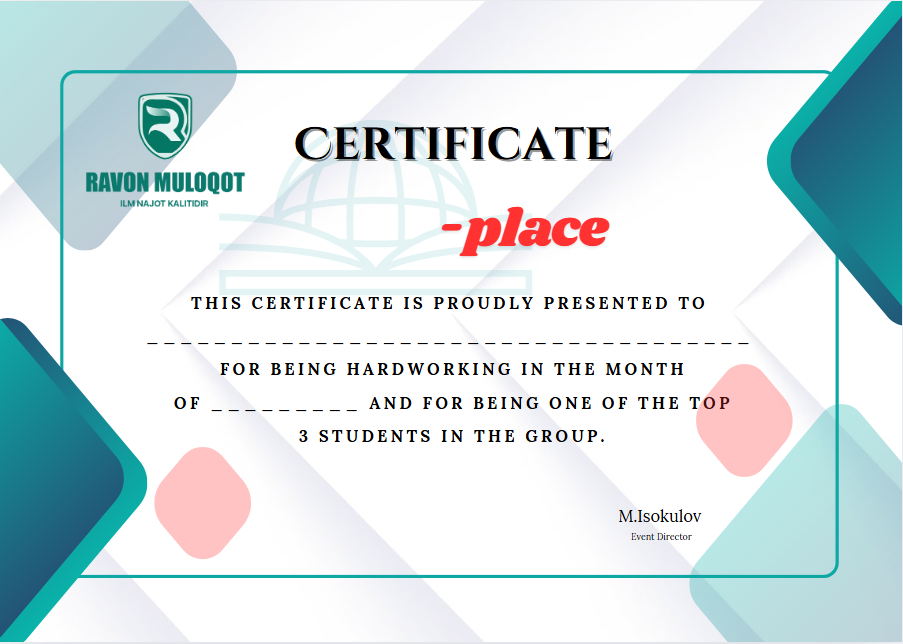 RAVON MULOQOT
ILM NAJOT KALITIDIR
CERTIFICATE
-place
THIS CERTIFICATE IS PROUDLY PRESENTED TO
_ _ _ _ _ _ _ _ _ _ _ _ _ _ _ _ _ _ _ _ _ _ _ _ _ _ _ _ _ _ _ _ _ _ _ _
FOR BEING HARDWORKING IN THE MONTH
OF _ _ _ _ _ _ _ _ _ AND FOR BEING ONE OF THE TOP
3 STUDENTS IN THE GROUP.
M.Isokulov
Event Director